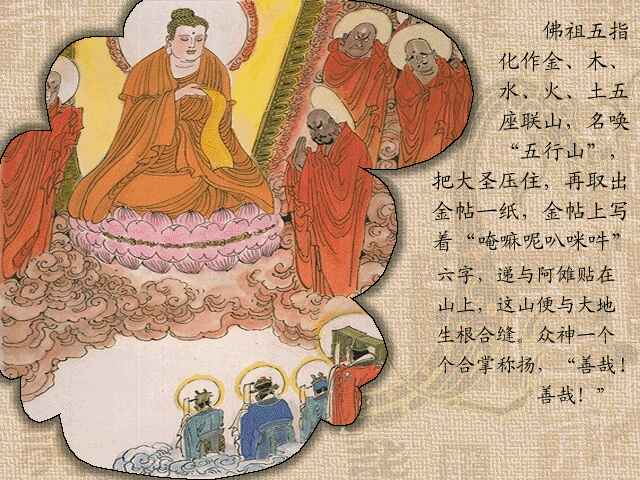 佛祖五指
化作金、木、
水、火、土五
座联山，名唤
“五行山”，
把大圣压住，再取出
金帖一纸，金帖上写
着“唵嘛呢叭咪吽”
六字，递与阿傩贴在
山上，这山便与大地
生根合缝。众神一个
个合掌称扬，“善哉！
善哉！”